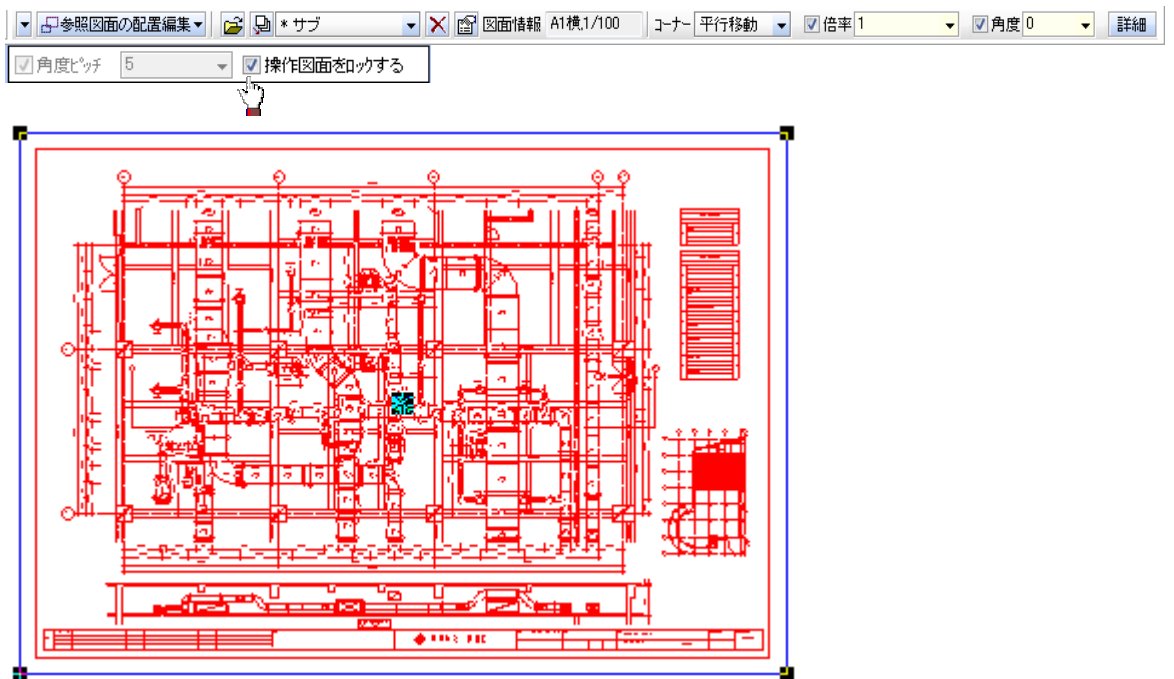 参照図面の配置編集 * サブ 図面情報 A1横,1/100 コーナー 平行移動 倍率 1 角度 0 詳細
角度ピッチ 5 操作図面をロックする